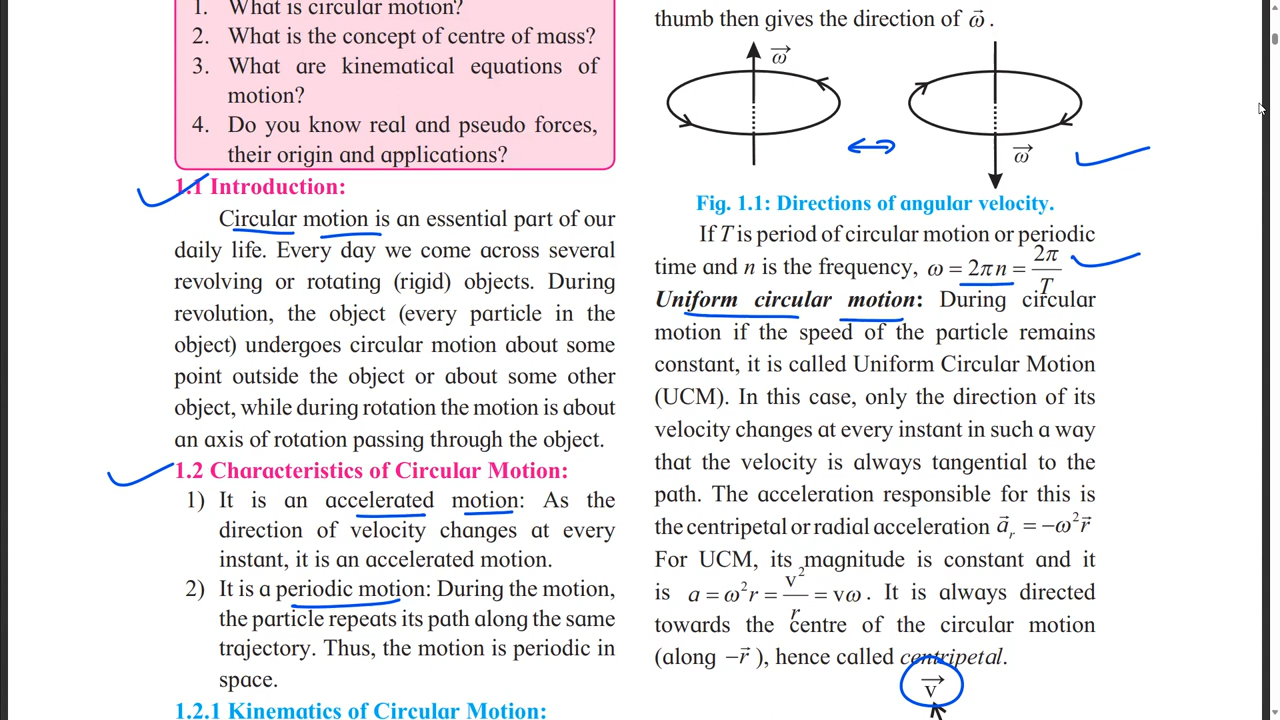 1. What is circular motion?
2. What is the concept of centre of mass?
3. What are kinematical equations of
motion?
4. Do you know real and pseudo forces,
their origin and applications?
1.1 Introduction:
Circular motion is an essential part of our
daily life. Every day we come across several
revolving or rotating (rigid) objects. During
revolution, the object (every particle in the
object) undergoes circular motion about some
point outside the object or about some other
object, while during rotation the motion is about
an axis of rotation passing through the object.
1.2 Characteristics of Circular Motion:
1) It is an accelerated motion: As the
direction of velocity changes at every
instant, it is an accelerated motion.
2) It is a periodic motion: During the motion,
the particle repeats its path along the same
trajectory. Thus, the motion is periodic in
space.
1.2.1 Kinematics of Circular Motion:
thumb then gives the direction of ω⃗ .
ω⃗
ω⃗
Fig. 1.1: Directions of angular velocity.
If T is period of circular motion or periodic
time and n is the frequency, ω = 2πn = 2π/T
Uniform circular motion: During circular
motion if the speed of the particle remains
constant, it is called Uniform Circular Motion
(UCM). In this case, only the direction of its
velocity changes at every instant in such a way
that the velocity is always tangential to the
path. The acceleration responsible for this is
the centripetal or radial acceleration a⃗ᵣ = −ω²r⃗
For UCM, its magnitude is constant and it
is a = ω²r = v²/r = vω . It is always directed
towards the centre of the circular motion
(along −r⃗ ), hence called centripetal.
v⃗